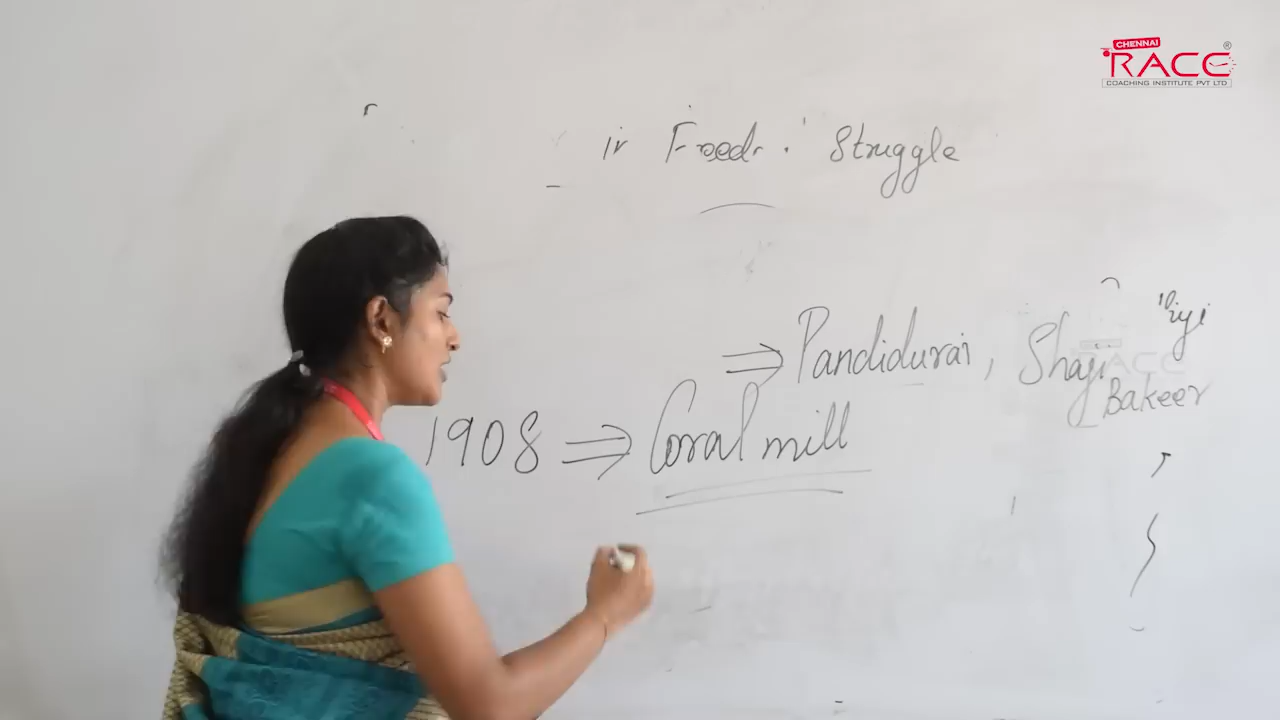 CHENNAI
RACE
COACHING INSTITUTE PVT LTD
Struggle
⇒ Pandidurai, Shaji
Bakeer
1908 ⇒ Coral mill